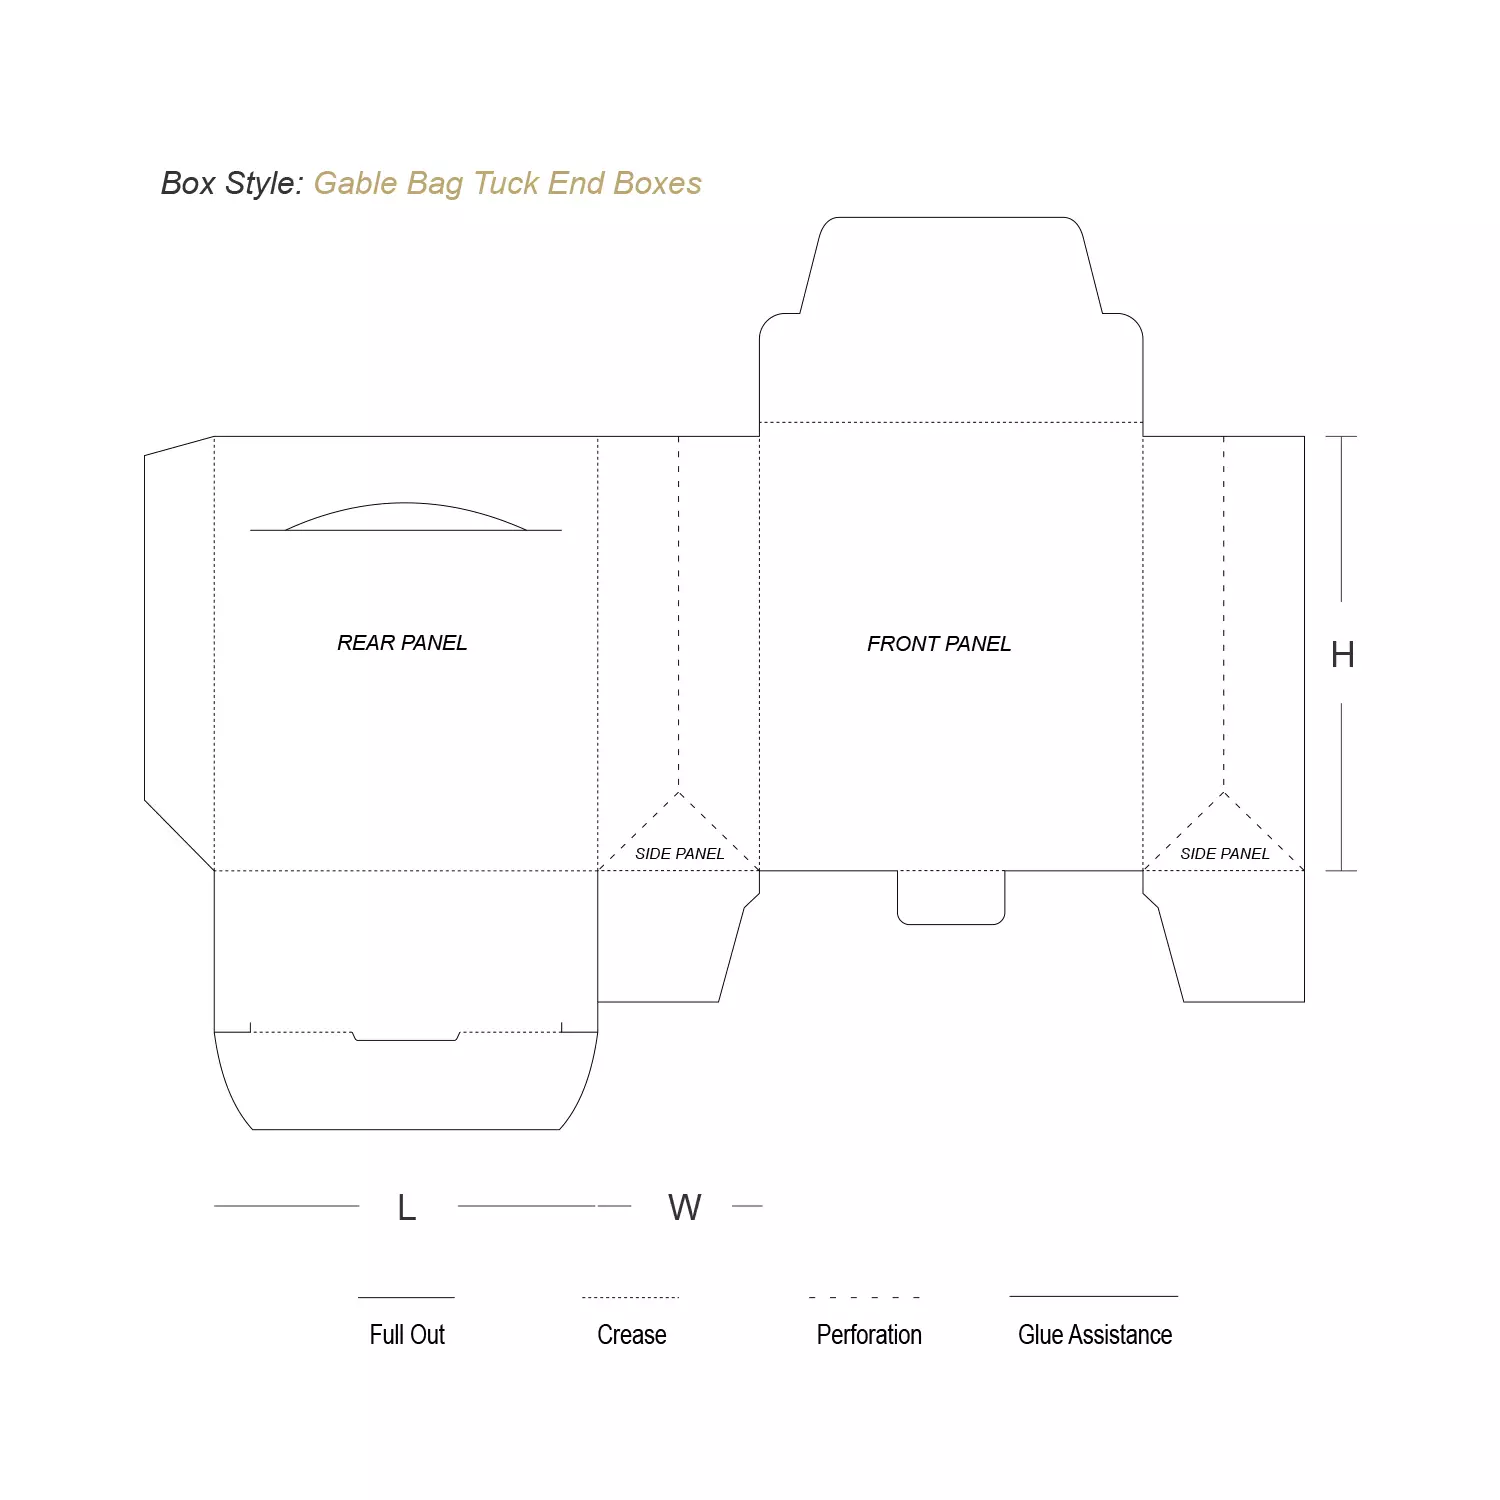 Box Style: Gable Bag Tuck End Boxes
REAR PANEL
FRONT PANEL
H
SIDE PANEL
SIDE PANEL
L
W
Full Out
Crease
Perforation
Glue Assistance